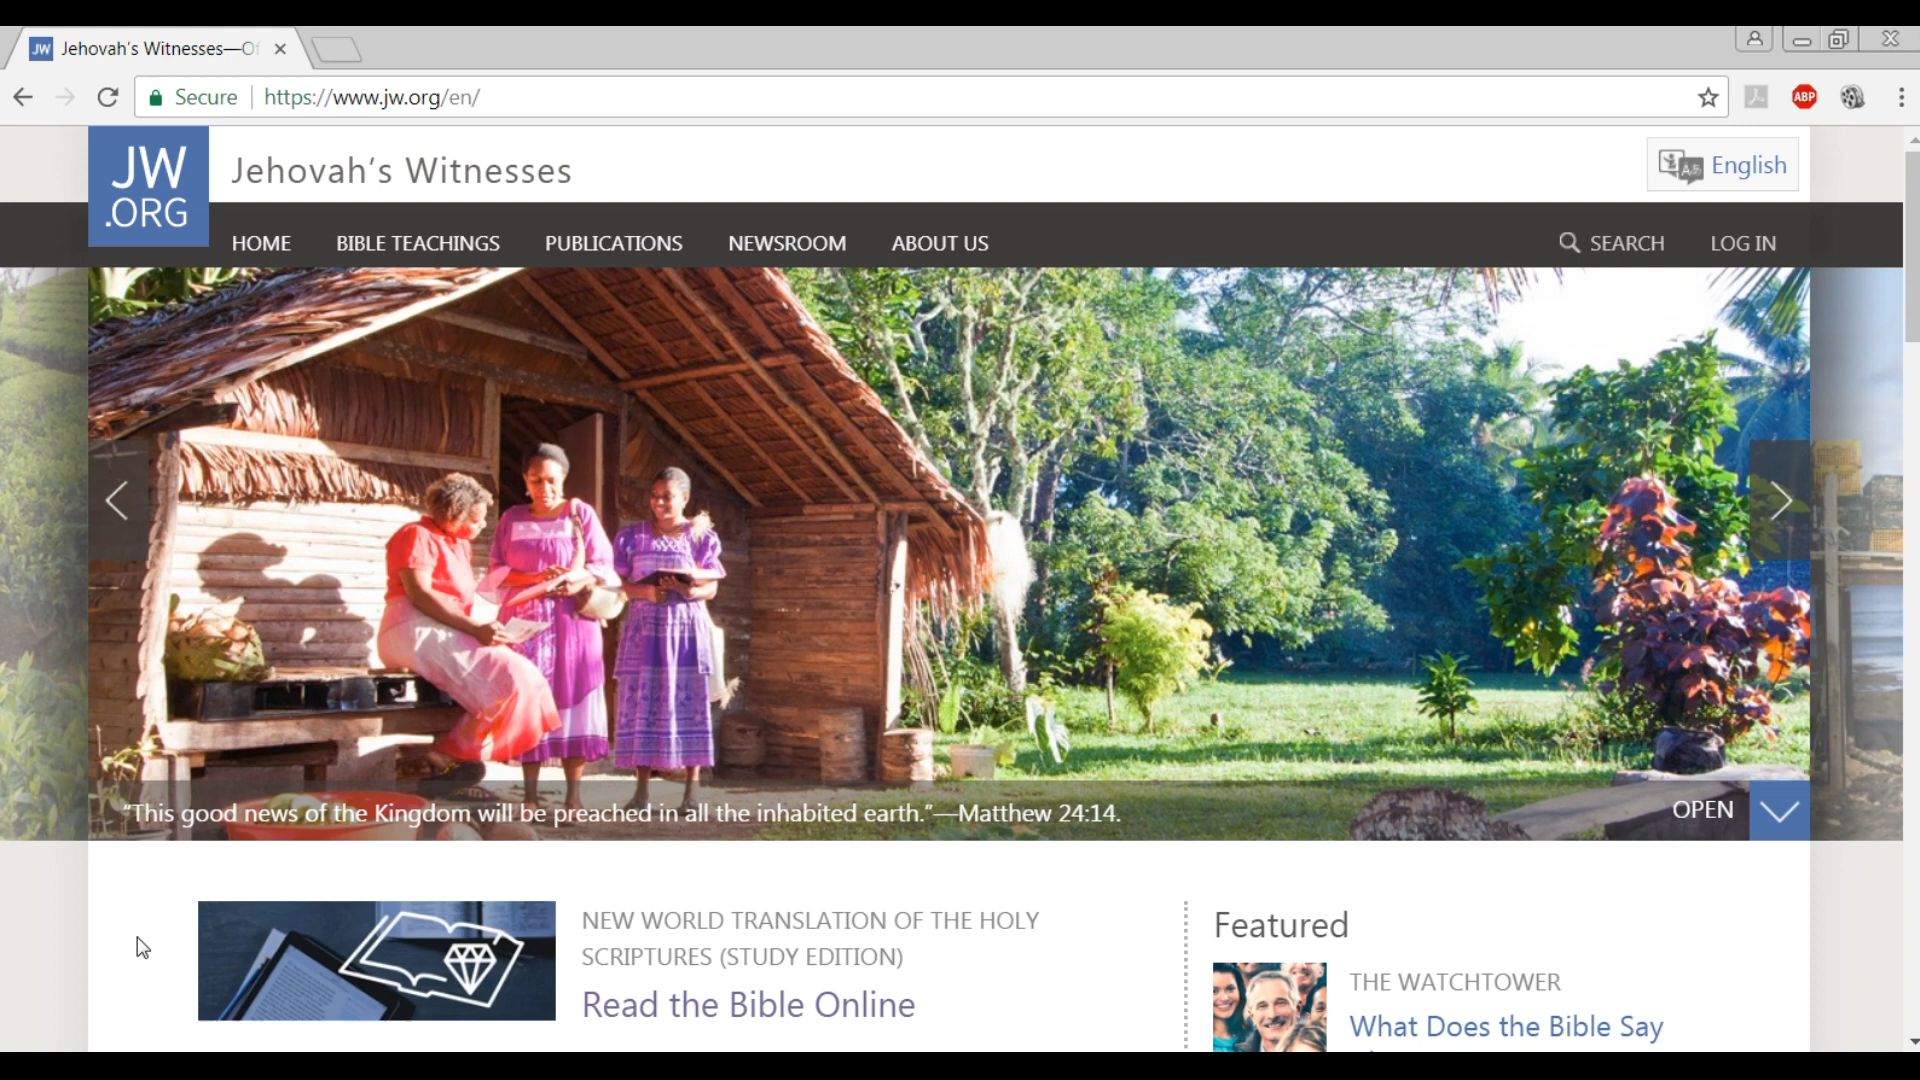 JW Jehovah's Witnesses—Of
Secure https://www.jw.org/en/
ABP
JW
.ORG
Jehovah's Witnesses
English
HOME BIBLE TEACHINGS PUBLICATIONS NEWSROOM ABOUT US SEARCH LOG IN
“This good news of the Kingdom will be preached in all the inhabited earth.”—Matthew 24:14.
OPEN
NEW WORLD TRANSLATION OF THE HOLY
SCRIPTURES (STUDY EDITION)
Read the Bible Online
Featured
THE WATCHTOWER
What Does the Bible Say